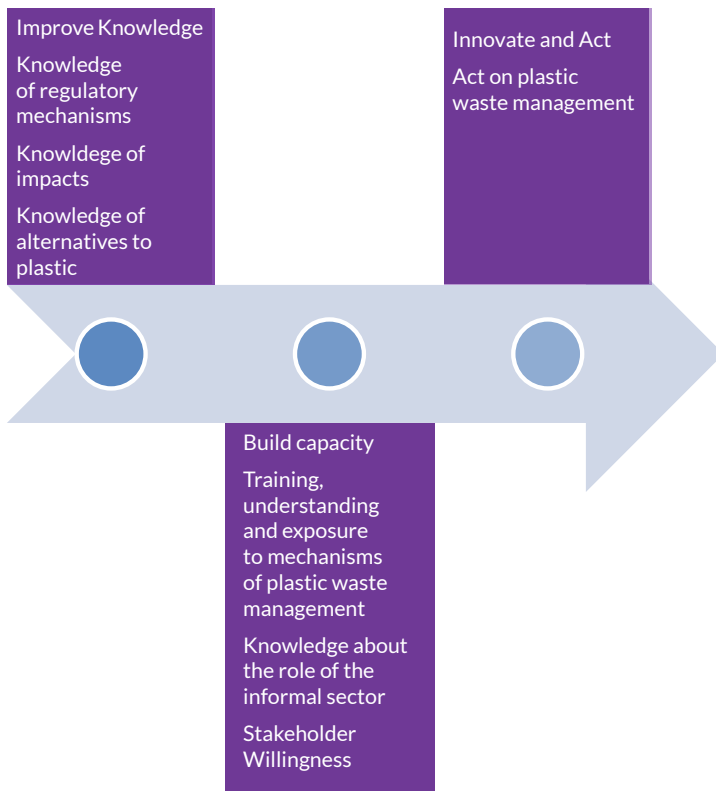 Improve Knowledge
Knowledge
of regulatory
mechanisms
Knowldege of
impacts
Knowledge of
alternatives to
plastic
Build capacity
Training,
understanding
and exposure
to mechanisms
of plastic waste
management
Knowledge about
the role of the
informal sector
Stakeholder
Willingness
Innovate and Act
Act on plastic
waste management